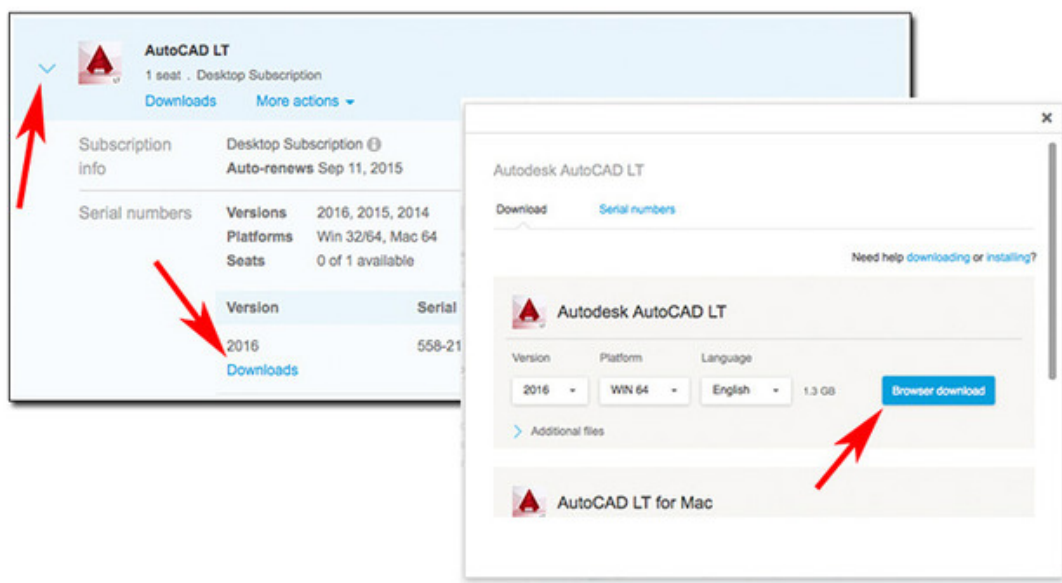 AutoCAD LT
1 seat . Desktop Subscription
Downloads More actions
Subscription info
Desktop Subscription
Auto-renews Sep 11, 2015
Serial numbers
Versions 2016, 2015, 2014
Platforms Win 32/64, Mac 64
Seats 0 of 1 available
Version Serial
2016 558-21
Downloads
Autodesk AutoCAD LT
Download Serial numbers
Need help downloading or installing?
Autodesk AutoCAD LT
Version Platform Language
2016 WIN 64 English 1.3 GB Browser download
Additional files
AutoCAD LT for Mac